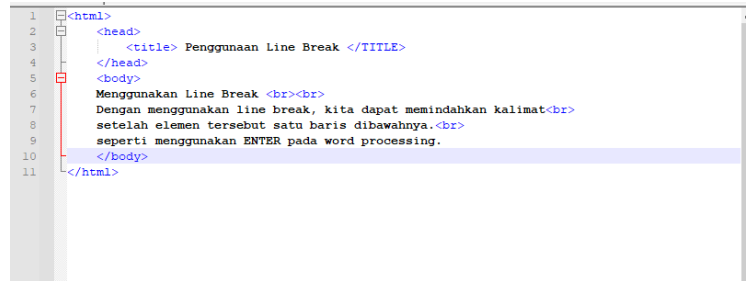 1 <html>
2 <head>
3 <title> Penggunaan Line Break </TITLE>
4 </head>
5 <body>
6 Menggunakan Line Break <br><br>
7 Dengan menggunakan line break, kita dapat memindahkan kalimat<br>
8 setelah elemen tersebut satu baris dibawahnya.<br>
9 seperti menggunakan ENTER pada word processing.
10 </body>
11 </html>